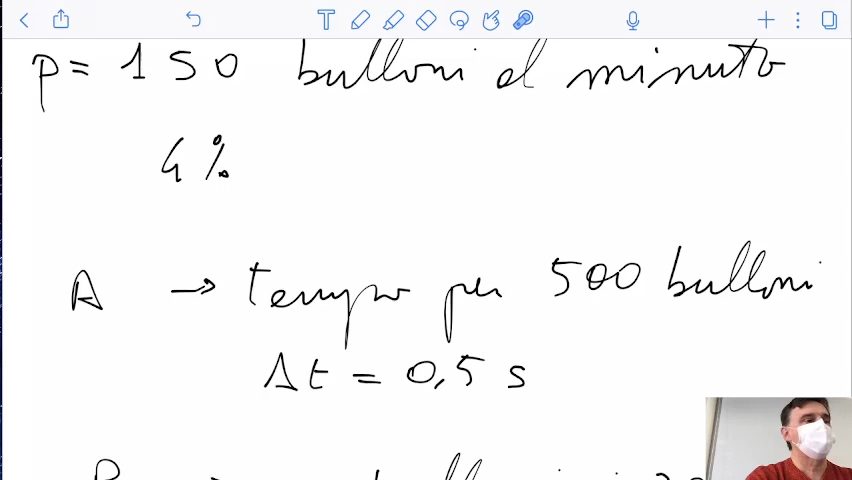 p = 150 bulloni al minuto
4%
A → tempo per 500 bulloni
Δt = 0,5 s